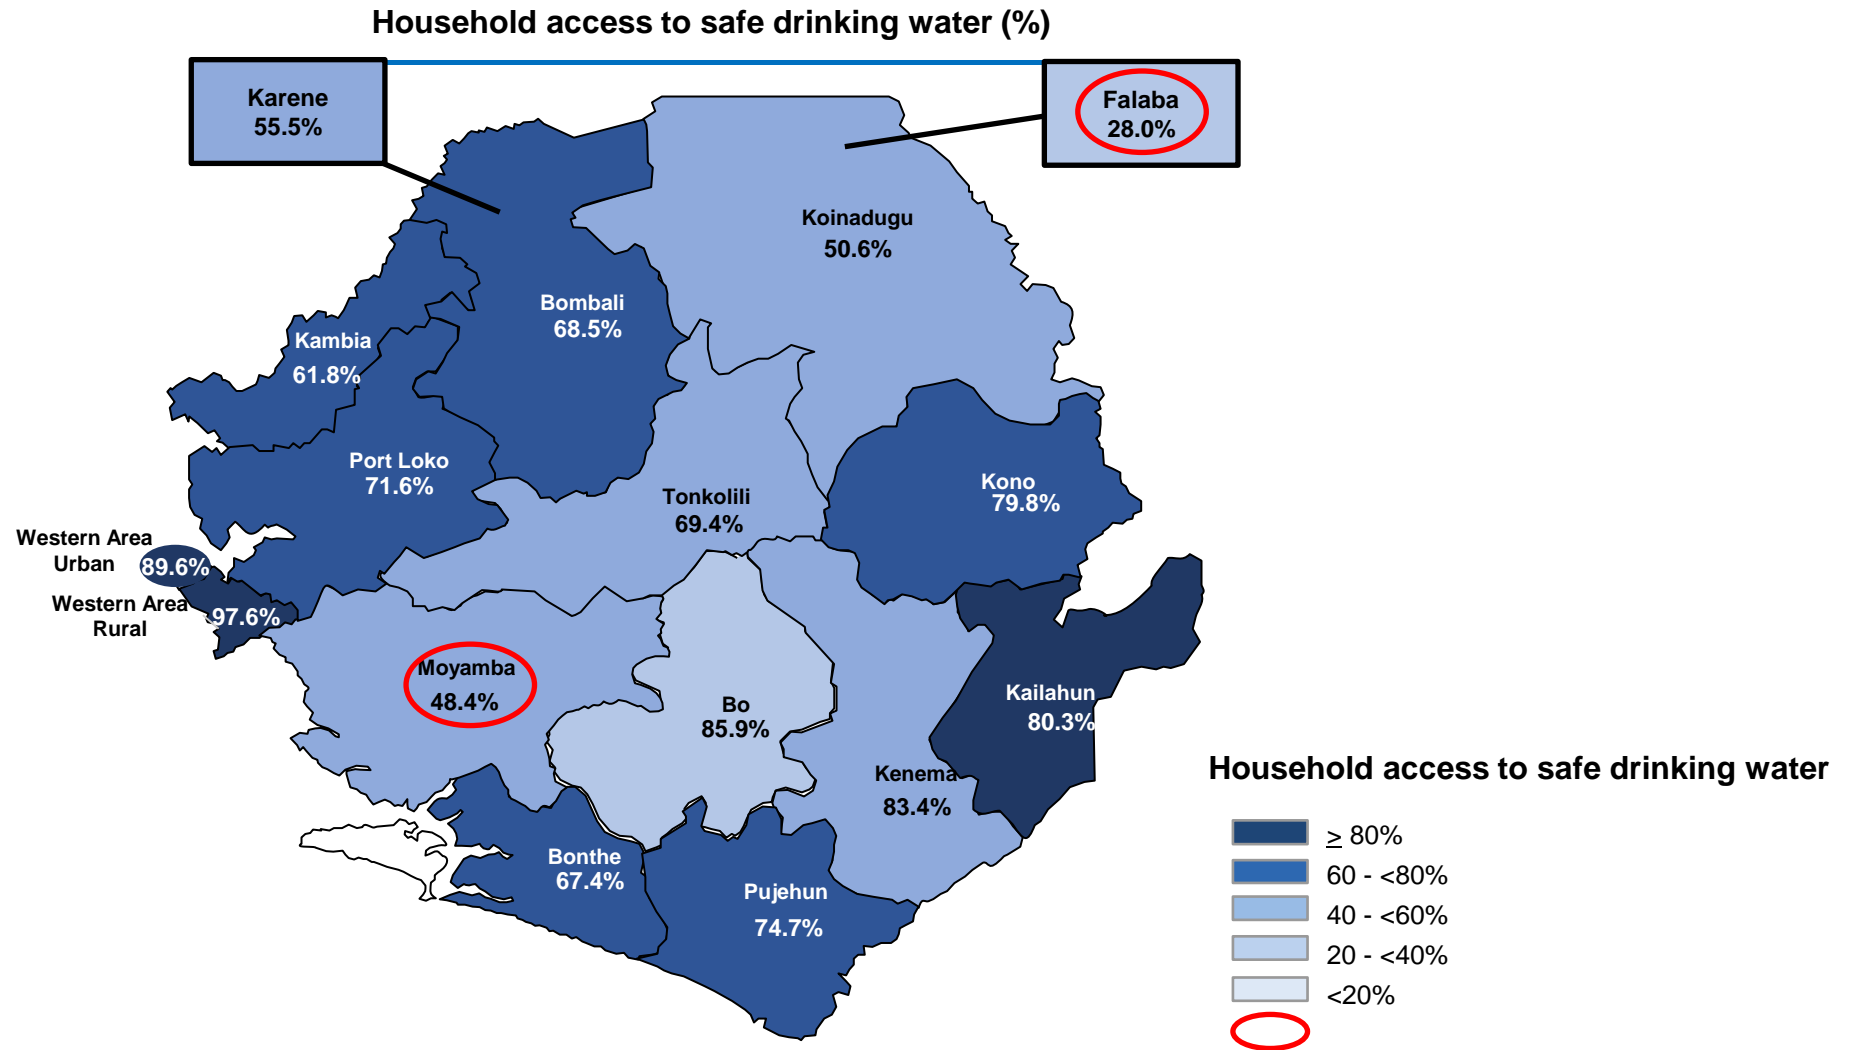 Household access to safe drinking water (%)
Karene
55.5%
Falaba
28.0%
Koinadugu
50.6%
Bombali
68.5%
Kambia
61.8%
Port Loko
71.6%
Tonkolili
69.4%
Kono
79.8%
Western Area
Urban
89.6%
Western Area
Rural
97.6%
Moyamba
48.4%
Bo
85.9%
Kailahun
80.3%
Kenema
83.4%
Bonthe
67.4%
Pujehun
74.7%
Household access to safe drinking water
≥ 80%
60 - <80%
40 - <60%
20 - <40%
<20%